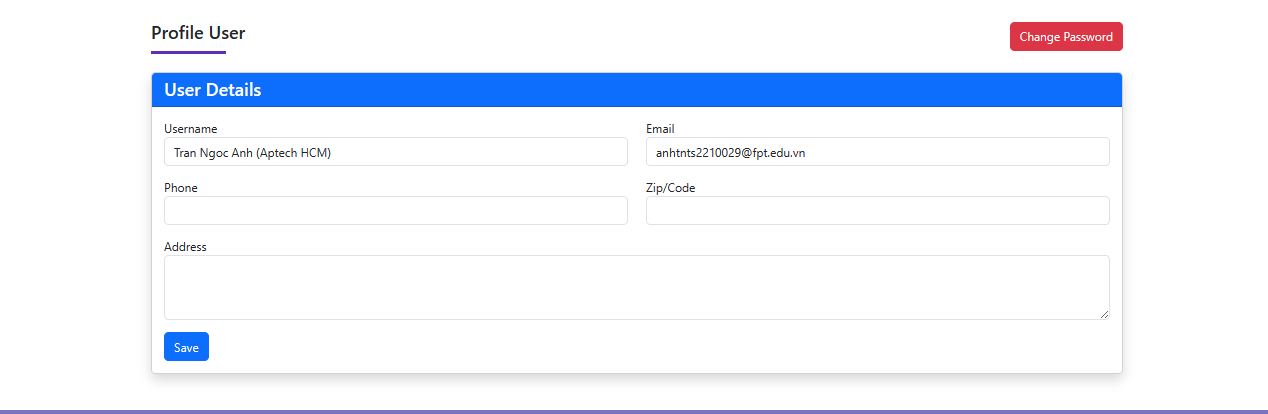 Profile User
Change Password
User Details
Username
Email
Tran Ngoc Anh (Aptech HCM)
anhtnts2210029@fpt.edu.vn
Phone
Zip/Code
Address
Save